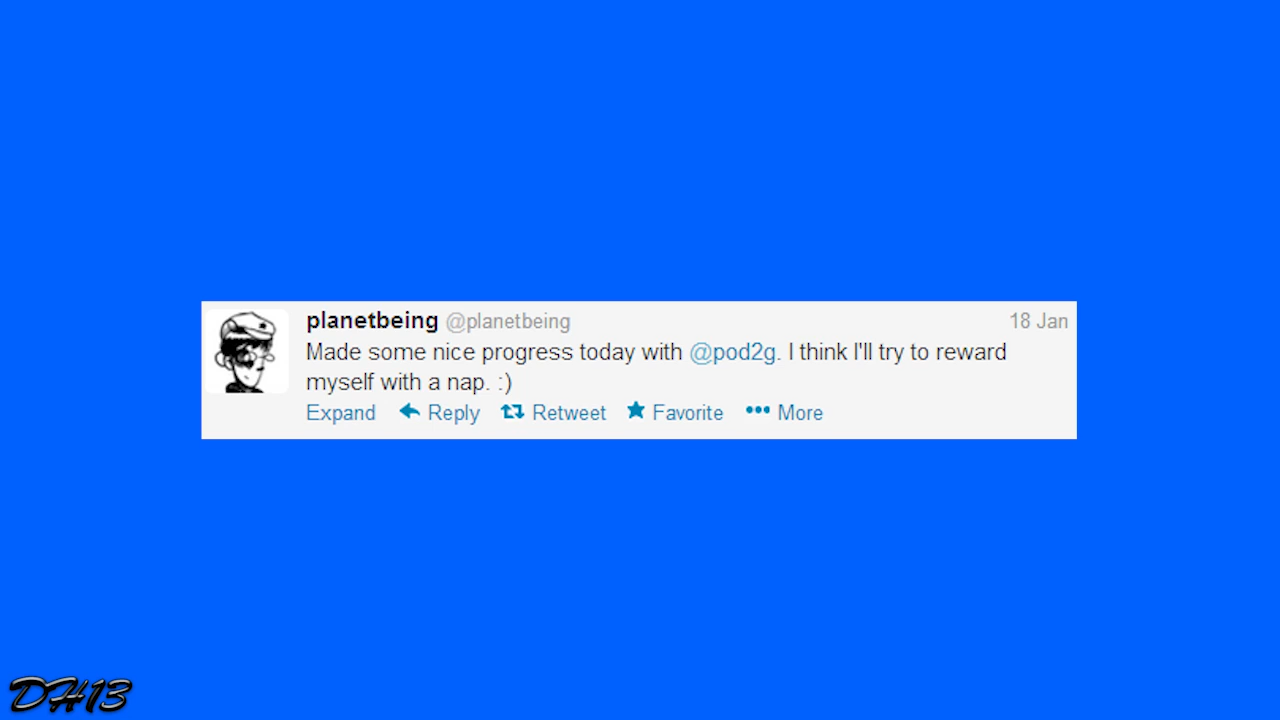 planetbeing @planetbeing 18 Jan
Made some nice progress today with @pod2g. I think I'll try to reward
myself with a nap. :)
Expand Reply Retweet Favorite More
DH13